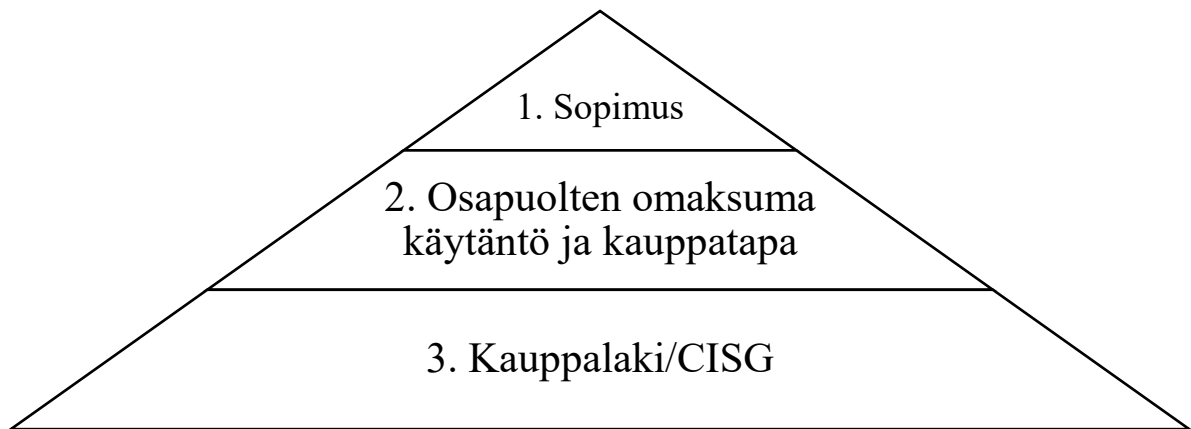 1. Sopimus
2. Osapuolten omaksuma
käytäntö ja kauppatapa
3. Kauppalaki/CISG